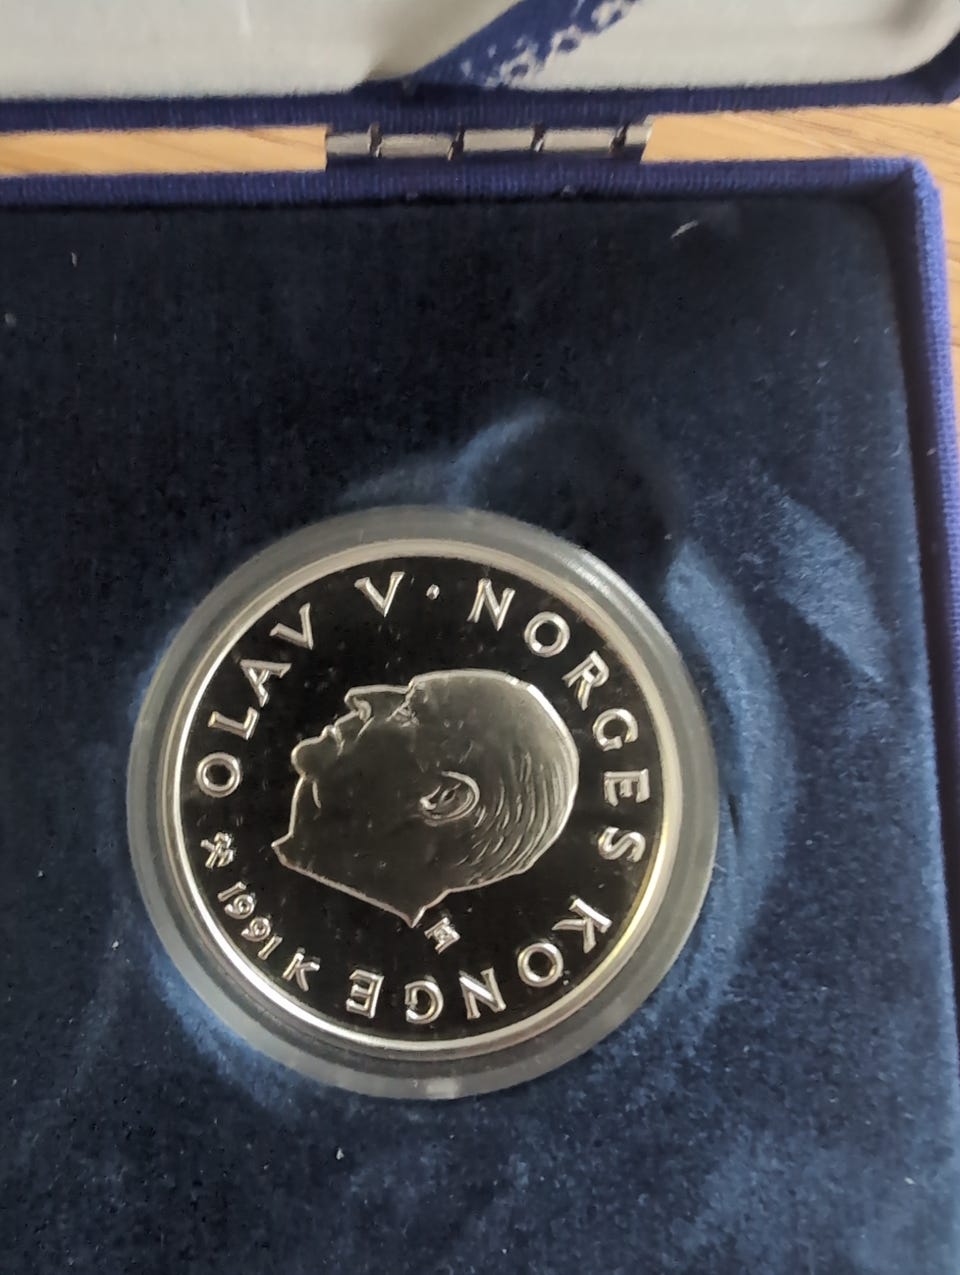 OLAV V · NORGES KONGE
⚒ 1991 K